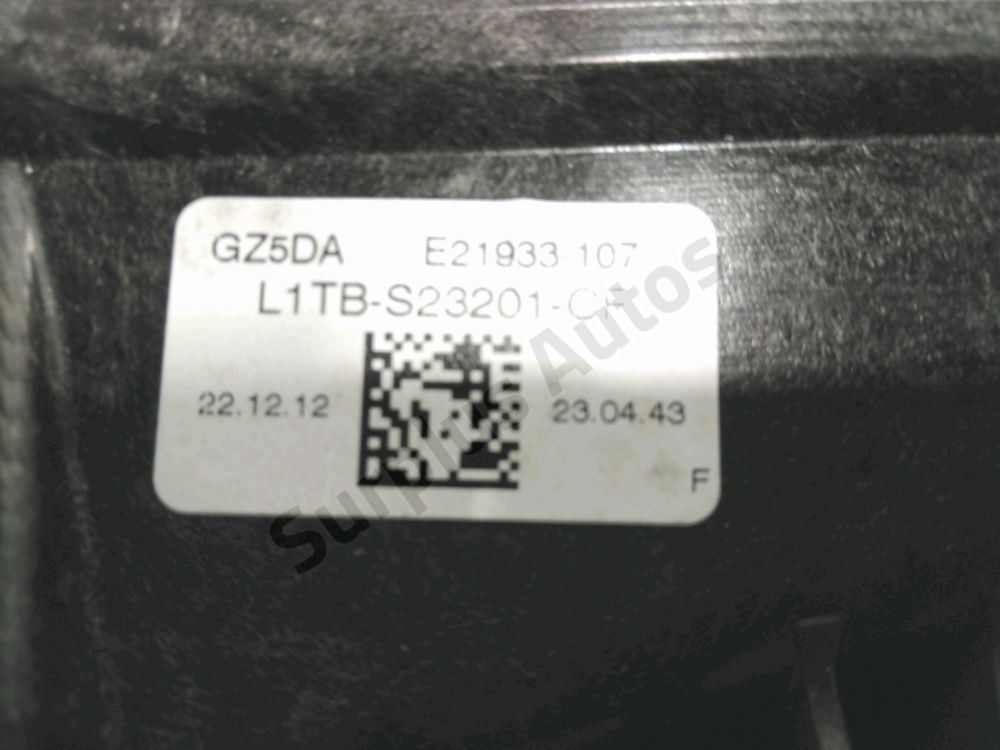 GZ5DA E21933-107
L1TB-S23201-CF
22.12.12 23.04.43
F
Surplus Autos